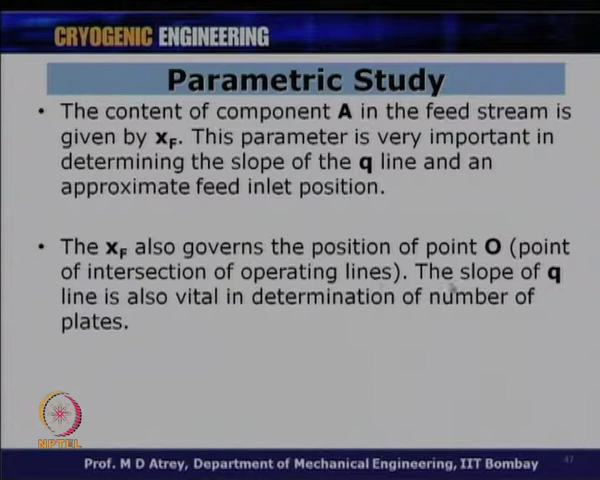 CRYOGENIC ENGINEERING
Parametric Study
• The content of component A in the feed stream is
given by xF. This parameter is very important in
determining the slope of the q line and an
approximate feed inlet position.
• The xF also governs the position of point O (point
of intersection of operating lines). The slope of q
line is also vital in determination of number of
plates.
NPTEL
Prof. M D Atrey, Department of Mechanical Engineering, IIT Bombay
47